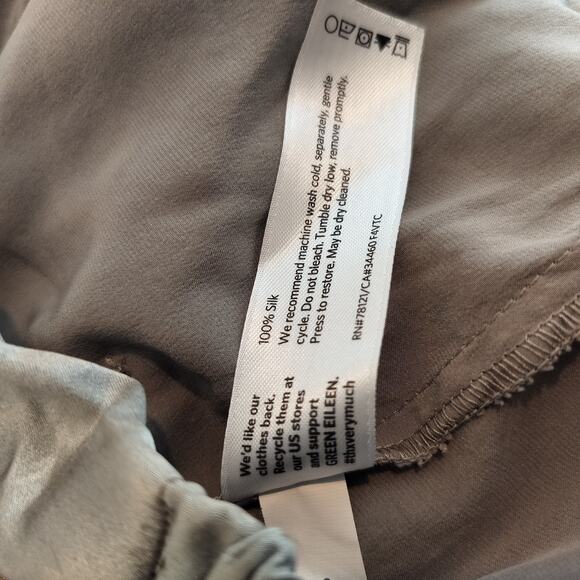 100% Silk
We recommend machine wash cold, separately, gentle
cycle. Do not bleach. Tumble dry low, remove promptly.
Press to restore. May be dry cleaned.
RN#78121/CA#34460 F4VTC
We'd like our
clothes back.
Recycle them at
our US stores
and support
GREEN EILEEN.
#thxverymuch